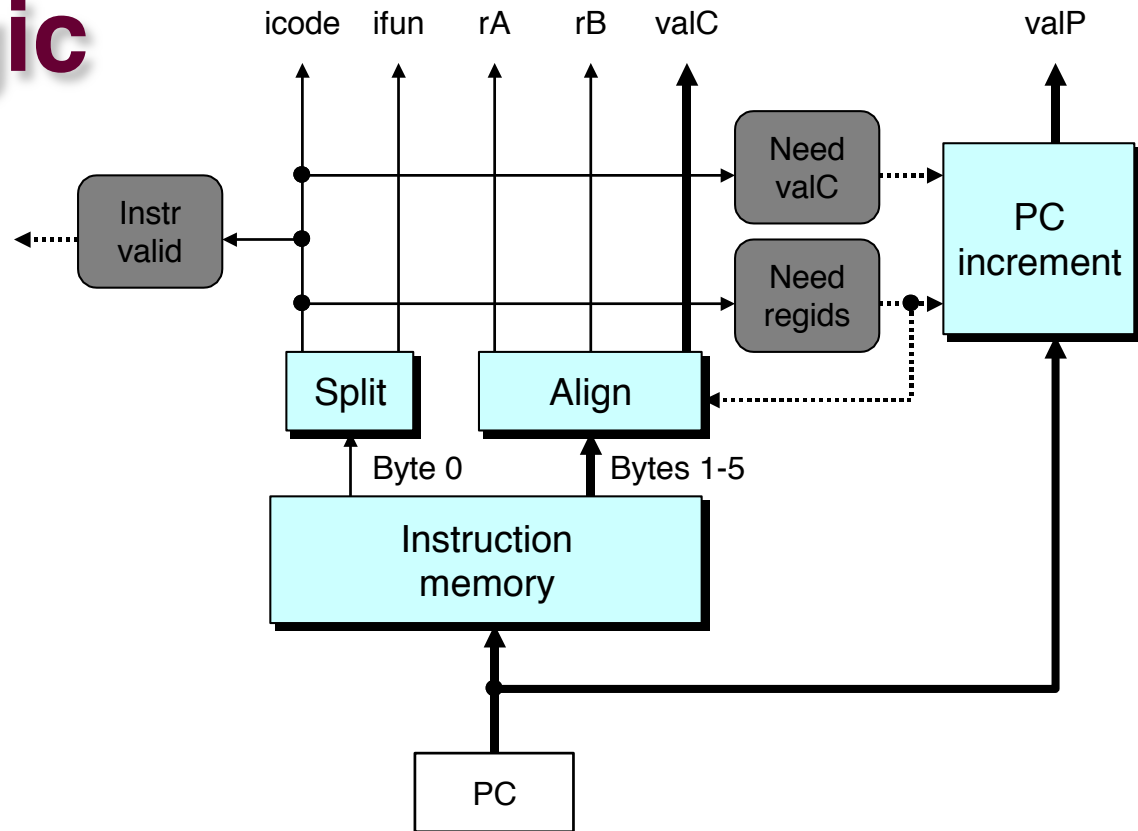 gic
icode ifun rA rB valC valP
Need
valC
Instr
valid
PC
increment
Need
regids
Split
Align
Byte 0
Bytes 1-5
Instruction
memory
PC